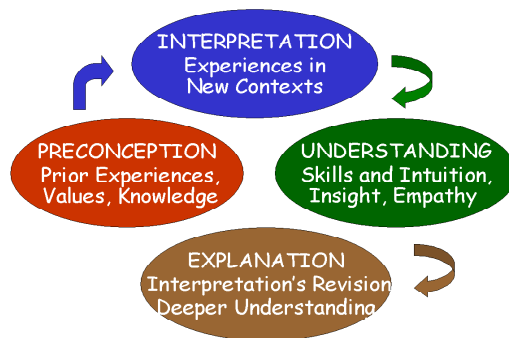 INTERPRETATION
Experiences in
New Contexts
PRECONCEPTION
Prior Experiences,
Values, Knowledge
UNDERSTANDING
Skills and Intuition,
Insight, Empathy
EXPLANATION
Interpretation's Revision
Deeper Understanding